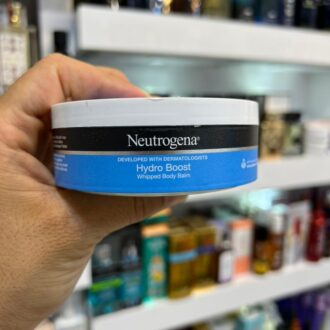 Neutrogena®
DEVELOPED WITH DERMATOLOGISTS
Hydro Boost
Whipped Body Balm